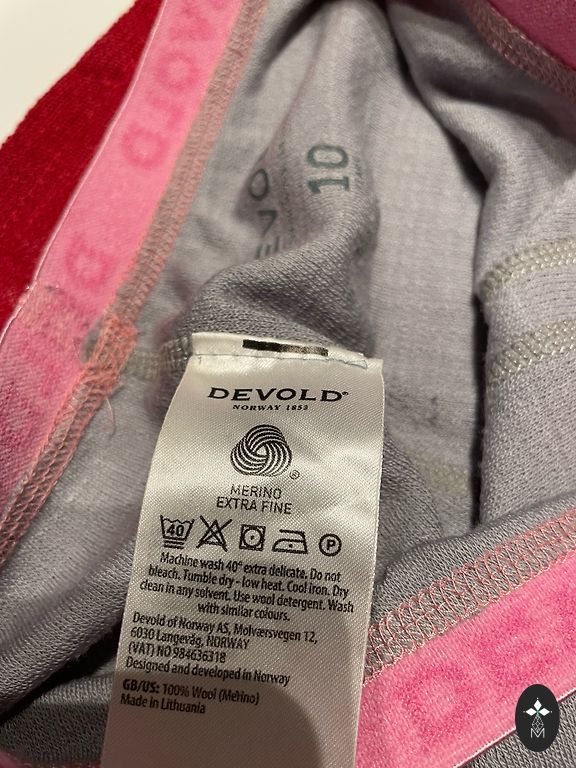 DEVOLD
10
DEVOLD®
NORWAY 1853
®
MERINO
EXTRA FINE
40 P
Machine wash 40° extra delicate. Do not
bleach. Tumble dry - low heat. Cool iron. Dry
clean in any solvent. Use wool detergent. Wash
with similar colours.
Devold of Norway AS, Molværsvegen 12,
6030 Langevåg, NORWAY
(VAT) NO 984636318
Designed and developed in Norway
GB/US: 100% Wool (Merino)
Made in Lithuania
M